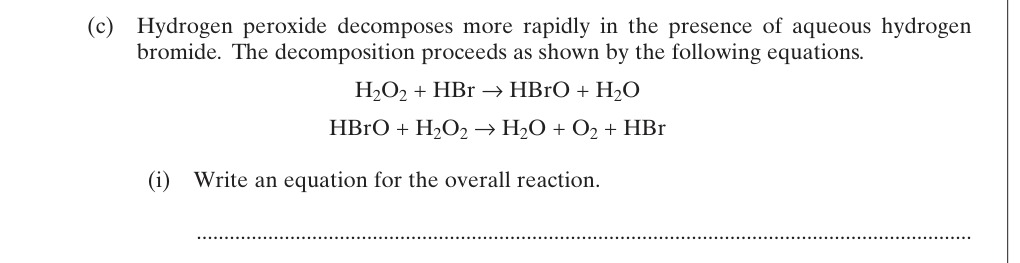 (c) Hydrogen peroxide decomposes more rapidly in the presence of aqueous hydrogen
bromide. The decomposition proceeds as shown by the following equations.
H₂O₂ + HBr → HBrO + H₂O
HBrO + H₂O₂ → H₂O + O₂ + HBr
(i) Write an equation for the overall reaction.